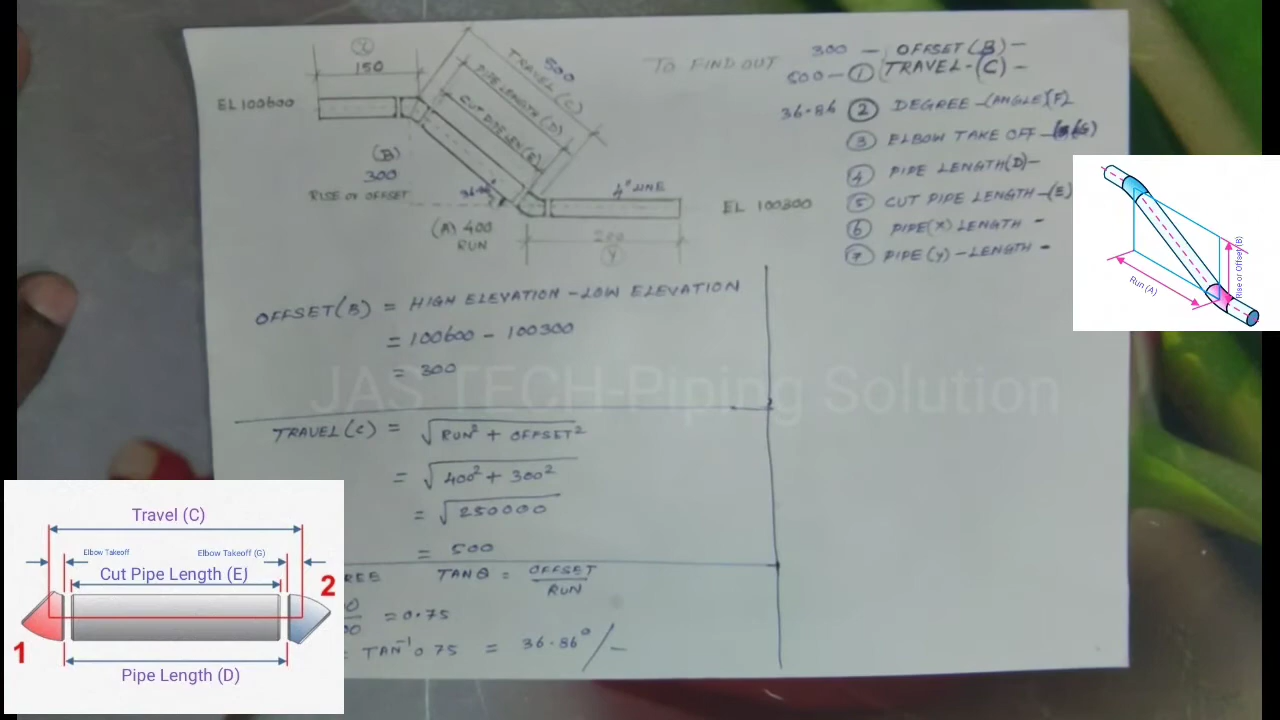 (X)
150
EL 100600
TRAVEL (C)
500
PIPE LENGTH (D)
CUT PIPE LEN (E)
(B)
300
RISE OR OFFSET
36.86°
4" LINE
(A) 400
RUN
200
(Y)
EL 100300
TO FIND OUT
300 — OFFSET (B) —
500 — ① TRAVEL - (C) —
36.86 ② DEGREE - (ANGLE)(F)
③ ELBOW TAKE OFF - (G)
④ PIPE LENGTH(D) —
⑤ CUT PIPE LENGTH - (E)
⑥ PIPE(X) LENGTH -
⑦ PIPE (Y) - LENGTH -
Run (A)
Rise or Offset (B)
OFFSET(B) = HIGH ELEVATION - LOW ELEVATION
= 100600 - 100300
= 300
JAS TECH-Piping Solution
TRAVEL (C) = √RUN² + OFFSET²
= √400² + 300²
= √250000
= 500
REE TANθ = OFFSET
RUN
= 0.75
= TAN⁻¹ 0.75 = 36.86°
Travel (C)
Elbow Takeoff
Elbow Takeoff (G)
Cut Pipe Length (E)
2
1
Pipe Length (D)